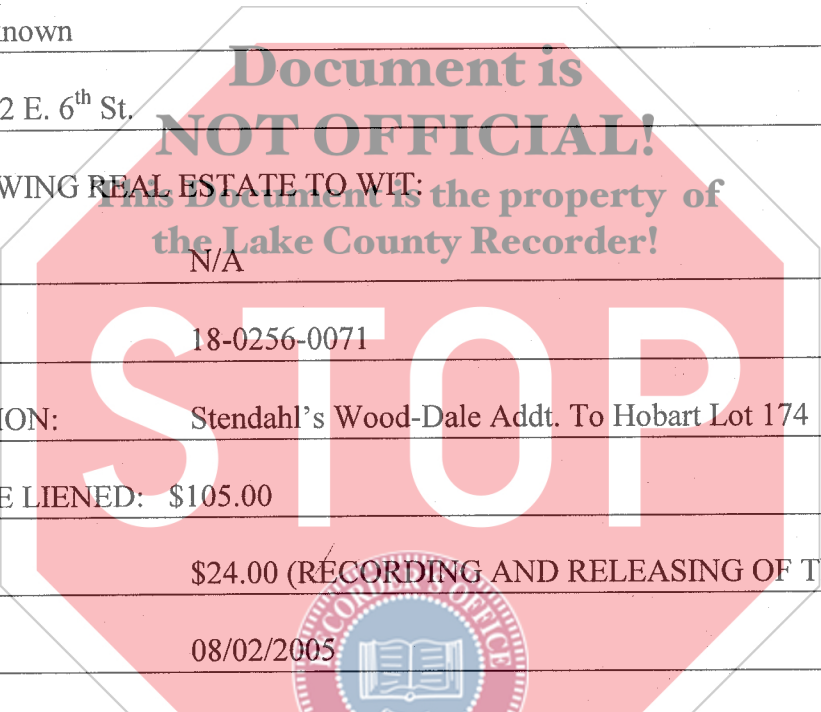 nown
Document is
2 E. 6th St.
NOT OFFICIAL!
WING REAL ESTATE TO WIT:
This Document is the property of
the Lake County Recorder!
N/A
STOP
18-0256-0071
ION: Stendahl's Wood-Dale Addt. To Hobart Lot 174
E LIENED: $105.00
$24.00 (RECORDING AND RELEASING OF T
RECORDER'S OFFICE
08/02/2005